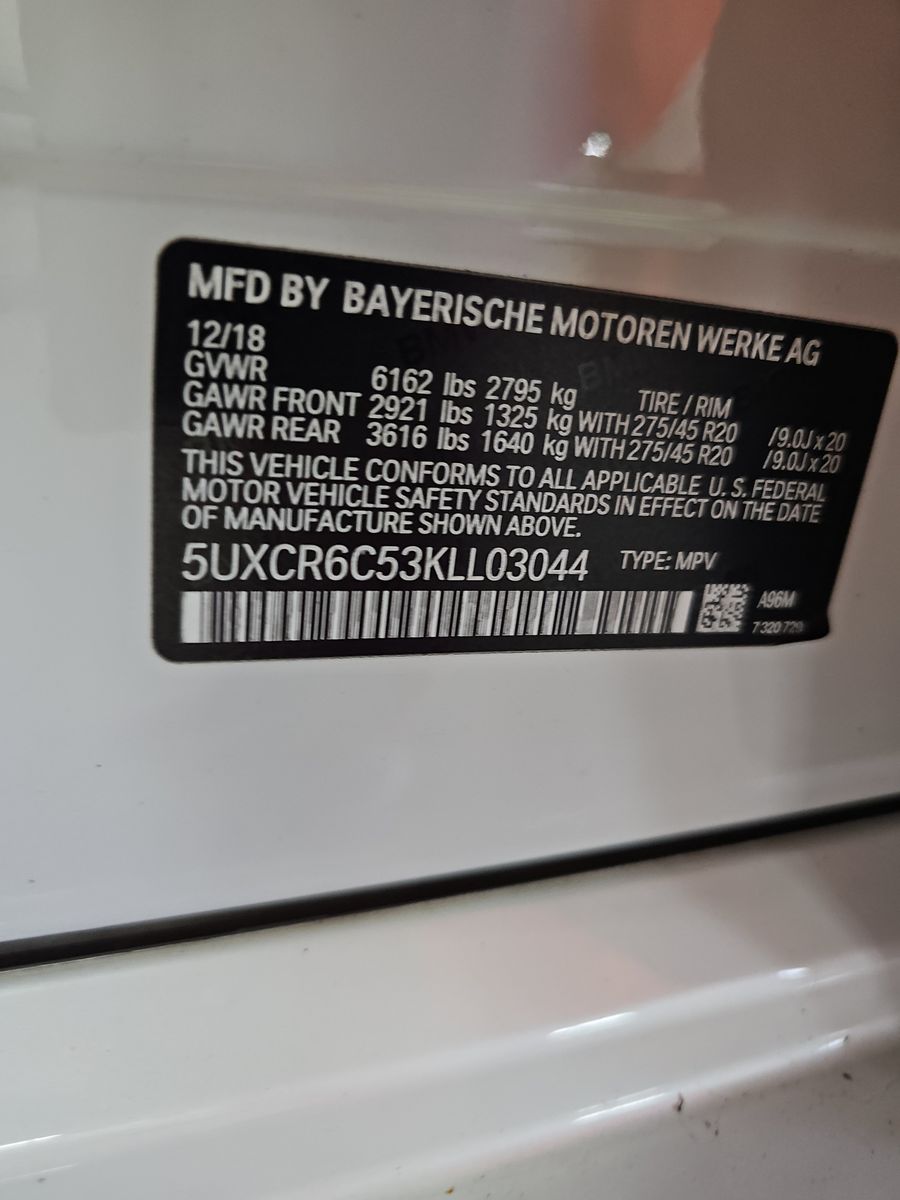 MFD BY BAYERISCHE MOTOREN WERKE AG
12/18
GVWR 6162 lbs 2795 kg TIRE / RIM
GAWR FRONT 2921 lbs 1325 kg WITH 275/45 R20 /9.0J x 20
GAWR REAR 3616 lbs 1640 kg WITH 275/45 R20 /9.0J x 20
THIS VEHICLE CONFORMS TO ALL APPLICABLE U. S. FEDERAL
MOTOR VEHICLE SAFETY STANDARDS IN EFFECT ON THE DATE
OF MANUFACTURE SHOWN ABOVE.
5UXCR6C53KLL03044 TYPE: MPV
A96M
7 320 729